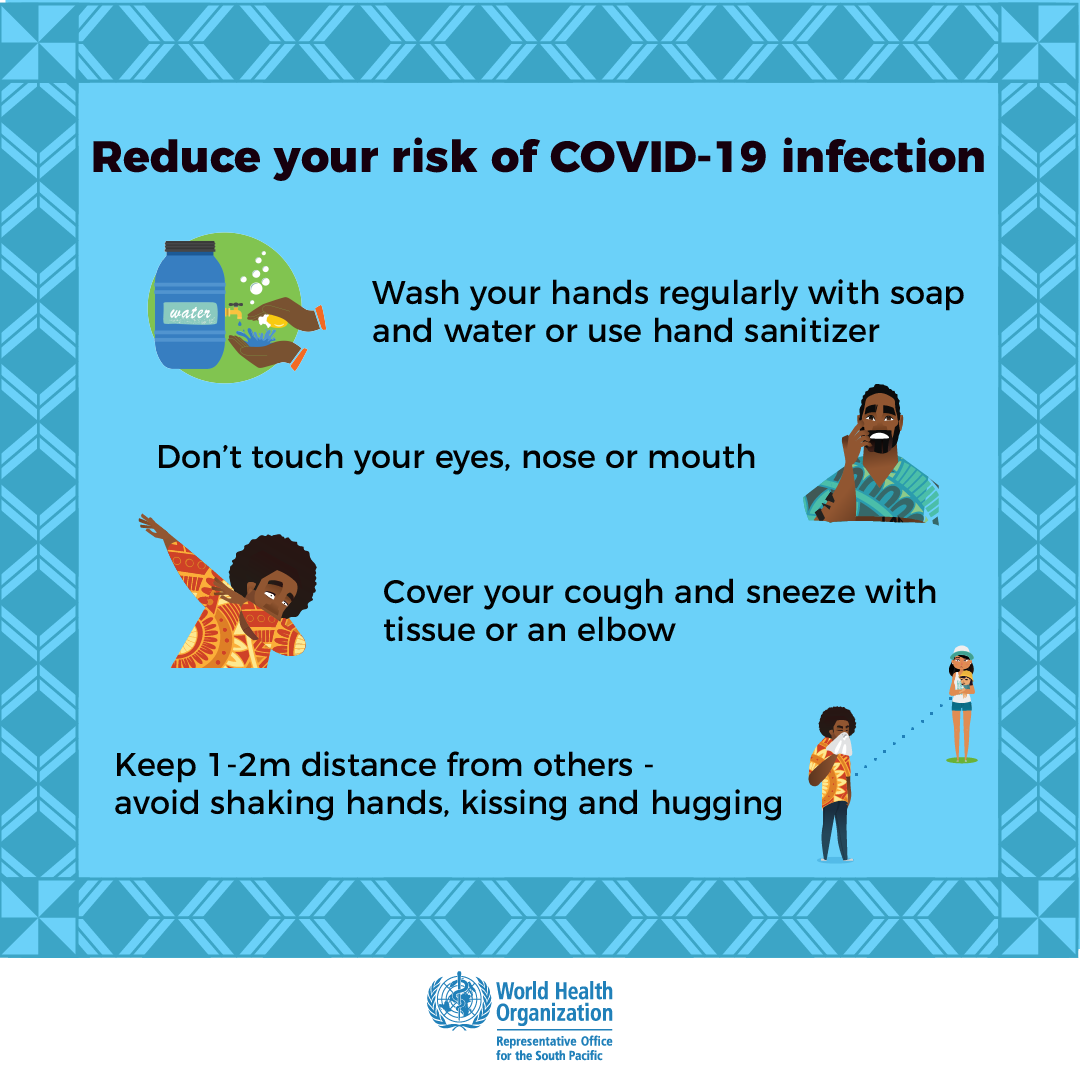 Reduce your risk of COVID-19 infection
water
Wash your hands regularly with soap
and water or use hand sanitizer
Don’t touch your eyes, nose or mouth
Cover your cough and sneeze with
tissue or an elbow
Keep 1-2m distance from others -
avoid shaking hands, kissing and hugging
World Health
Organization
Representative Office
for the South Pacific